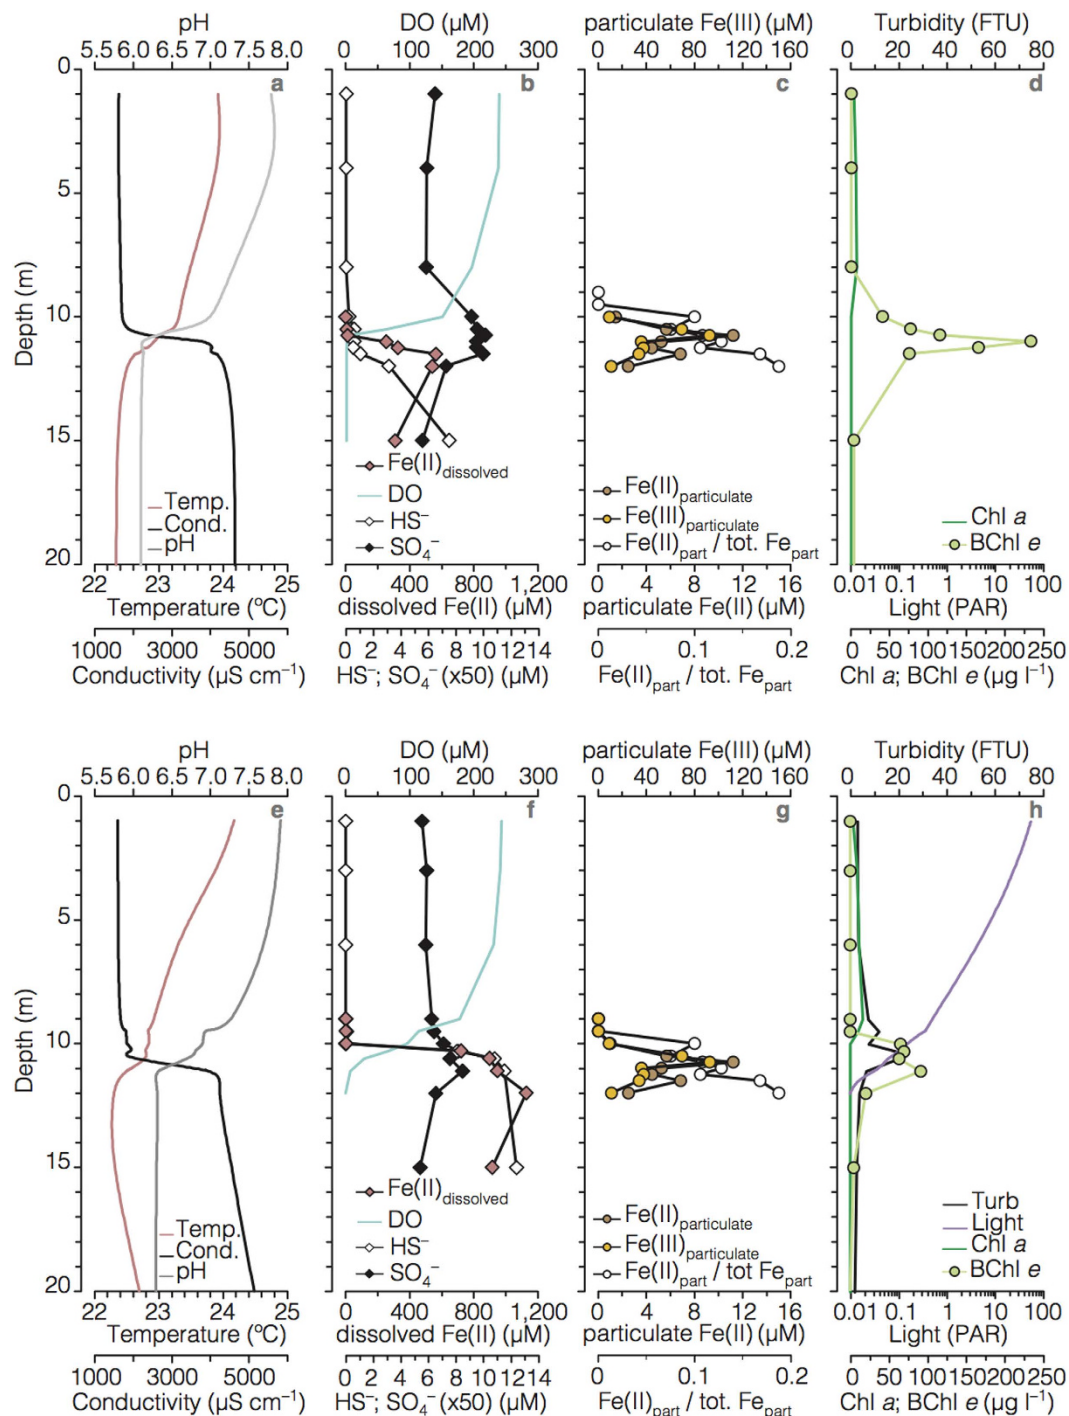 pH
5.5 6.0 6.5 7.0 7.5 8.0
DO (µM)
0 100 200 300
particulate Fe(III) (µM)
0 40 80 120 160
Turbidity (FTU)
0 20 40 60 80
a
b
c
d
Depth (m)
0
5
10
15
20
Temp.
Cond.
pH
Fe(II)dissolved
DO
HS⁻
SO₄⁻
Fe(II)particulate
Fe(III)particulate
Fe(II)part / tot. Fepart
Chl a
BChl e
22 23 24 25
Temperature (ºC)
0 400 800 1,200
dissolved Fe(II) (µM)
0 4 8 12 16
particulate Fe(II) (µM)
0.01 0.1 1 10 100
Light (PAR)
1000 3000 5000
Conductivity (µS cm⁻¹)
0 2 4 6 8 10 12 14
HS⁻; SO₄⁻ (x50) (µM)
0 0.1 0.2
Fe(II)part / tot. Fepart
0 50 150 250
Chl a; BChl e (µg l⁻¹)
pH
5.5 6.0 6.5 7.0 7.5 8.0
DO (µM)
0 100 200 300
particulate Fe(III) (µM)
0 40 80 120 160
Turbidity (FTU)
0 20 40 60 80
e
f
g
h
Depth (m)
0
5
10
15
20
Temp.
Cond.
pH
Fe(II)dissolved
DO
HS⁻
SO₄⁻
Fe(II)particulate
Fe(III)particulate
Fe(II)part / tot Fepart
Turb
Light
Chl a
BChl e
22 23 24 25
Temperature (ºC)
0 400 800 1,200
dissolved Fe(II) (µM)
0 4 8 12 16
particulate Fe(II) (µM)
0.01 0.1 1 10 100
Light (PAR)
1000 3000 5000
Conductivity (µS cm⁻¹)
0 2 4 6 8 10 12 14
HS⁻; SO₄⁻ (x50) (µM)
0 0.1 0.2
Fe(II)part / tot. Fepart
0 50 150 250
Chl a; BChl e (µg l⁻¹)